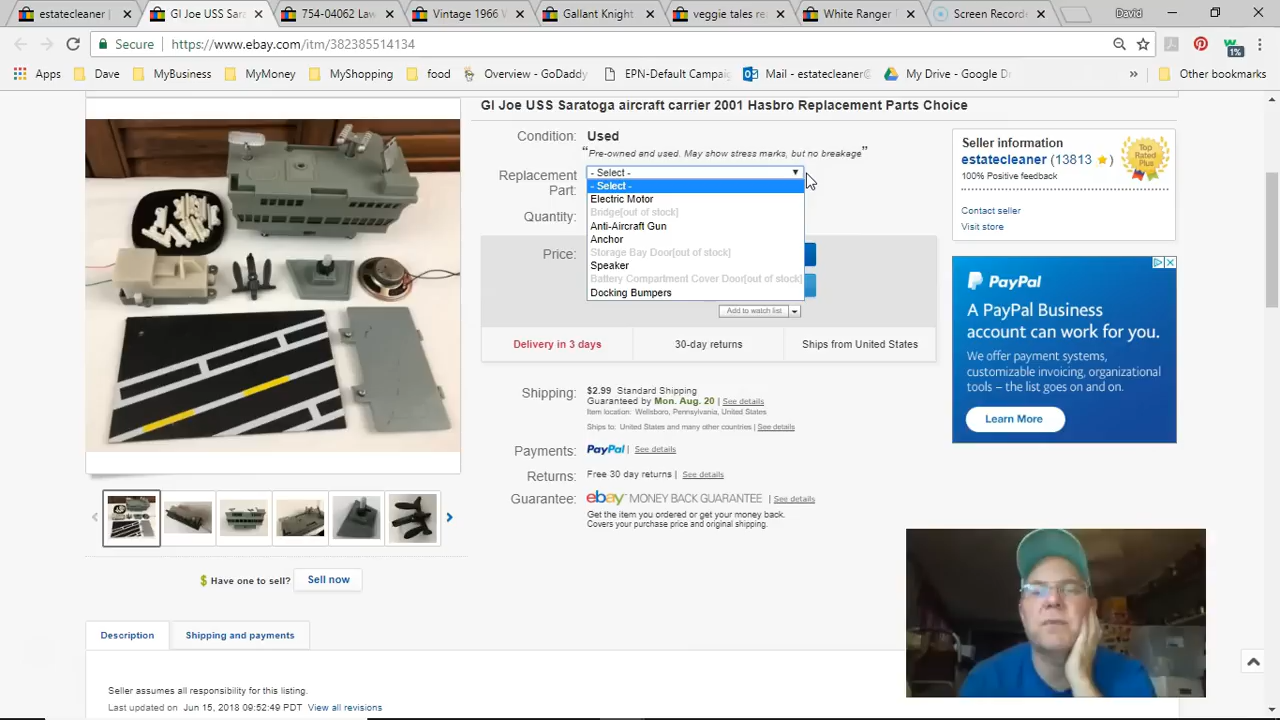 estatecleaner |
GI Joe USS Sara
754-04062 Law
Vintage 1966 V
Gallant Knight
veggie tales re
White Ranger I
Screen Record
David
Secure
https://www.ebay.com/itm/382385514134
1%
Apps
Dave
MyBusiness
MyMoney
MyShopping
food
Overview - GoDaddy
EPN-Default Campaig
Mail - estatecleaner@
My Drive - Google Dr
»
Other bookmarks
GI Joe USS Saratoga aircraft carrier 2001 Hasbro Replacement Parts Choice
Condition: Used
“Pre-owned and used. May show stress marks, but no breakage”
Replacement
Part:
- Select -
- Select -
Electric Motor
Bridge[out of stock]
Anti-Aircraft Gun
Anchor
Storage Bay Door[out of stock]
Speaker
Battery Compartment Cover Door[out of stock]
Docking Bumpers
Quantity:
Price:
Add to watch list
Delivery in 3 days
30-day returns
Ships from United States
Shipping: $2.99 Standard Shipping
Guaranteed by Mon. Aug. 20 | See details
Item location: Wellsboro, Pennsylvania, United States
Ships to: United States and many other countries | See details
Payments: PayPal | See details
Returns: Free 30 day returns | See details
Guarantee: ebay MONEY BACK GUARANTEE | See details
Get the item you ordered or get your money back.
Covers your purchase price and original shipping.
Seller information
estatecleaner (13813 ★ )
100% Positive feedback
Top
Rated
Plus
Contact seller
Visit store
PayPal
A PayPal Business
account can work for you.
We offer payment systems,
customizable invoicing, organizational
tools – the list goes on and on.
Learn More
$ Have one to sell? Sell now
Description
Shipping and payments
Seller assumes all responsibility for this listing.
Last updated on Jun 15, 2018 09:52:49 PDT View all revisions